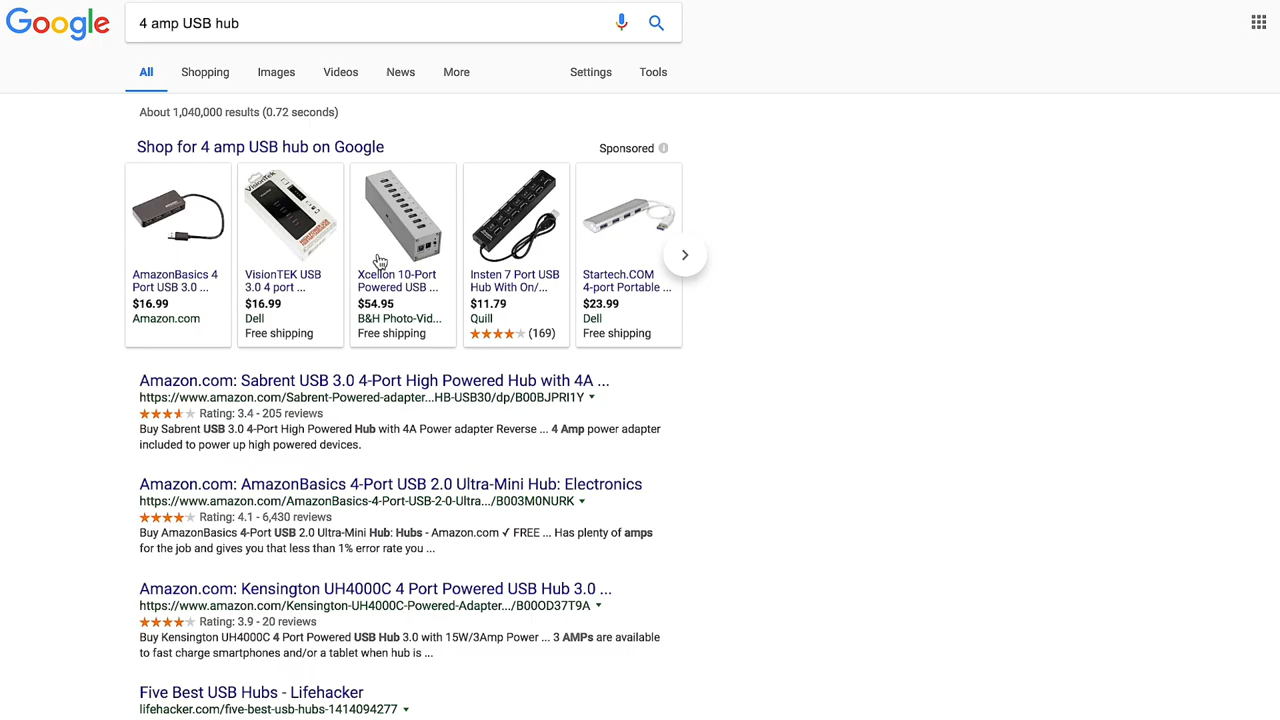 Google
4 amp USB hub
All Shopping Images Videos News More Settings Tools
About 1,040,000 results (0.72 seconds)
Shop for 4 amp USB hub on Google
Sponsored
VisionTek
AmazonBasics 4
Port USB 3.0 ...
$16.99
Amazon.com
VisionTEK USB
3.0 4 port ...
$16.99
Dell
Free shipping
Xcellon 10-Port
Powered USB ...
$54.95
B&H Photo-Vid...
Free shipping
Insten 7 Port USB
Hub With On/...
$11.79
Quill
(169)
Startech.COM
4-port Portable ...
$23.99
Dell
Free shipping
Amazon.com: Sabrent USB 3.0 4-Port High Powered Hub with 4A ...
https://www.amazon.com/Sabrent-Powered-adapter...HB-USB30/dp/B00BJPRI1Y
Rating: 3.4 - 205 reviews
Buy Sabrent USB 3.0 4-Port High Powered Hub with 4A Power adapter Reverse ... 4 Amp power adapter
included to power up high powered devices.
Amazon.com: AmazonBasics 4-Port USB 2.0 Ultra-Mini Hub: Electronics
https://www.amazon.com/AmazonBasics-4-Port-USB-2-0-Ultra.../B003M0NURK
Rating: 4.1 - 6,430 reviews
Buy AmazonBasics 4-Port USB 2.0 Ultra-Mini Hub: Hubs - Amazon.com ✓ FREE ... Has plenty of amps
for the job and gives you that less than 1% error rate you ...
Amazon.com: Kensington UH4000C 4 Port Powered USB Hub 3.0 ...
https://www.amazon.com/Kensington-UH4000C-Powered-Adapter.../B00OD37T9A
Rating: 3.9 - 20 reviews
Buy Kensington UH4000C 4 Port Powered USB Hub 3.0 with 15W/3Amp Power ... 3 AMPs are available
to fast charge smartphones and/or a tablet when hub is ...
Five Best USB Hubs - Lifehacker
lifehacker.com/five-best-usb-hubs-1414094277